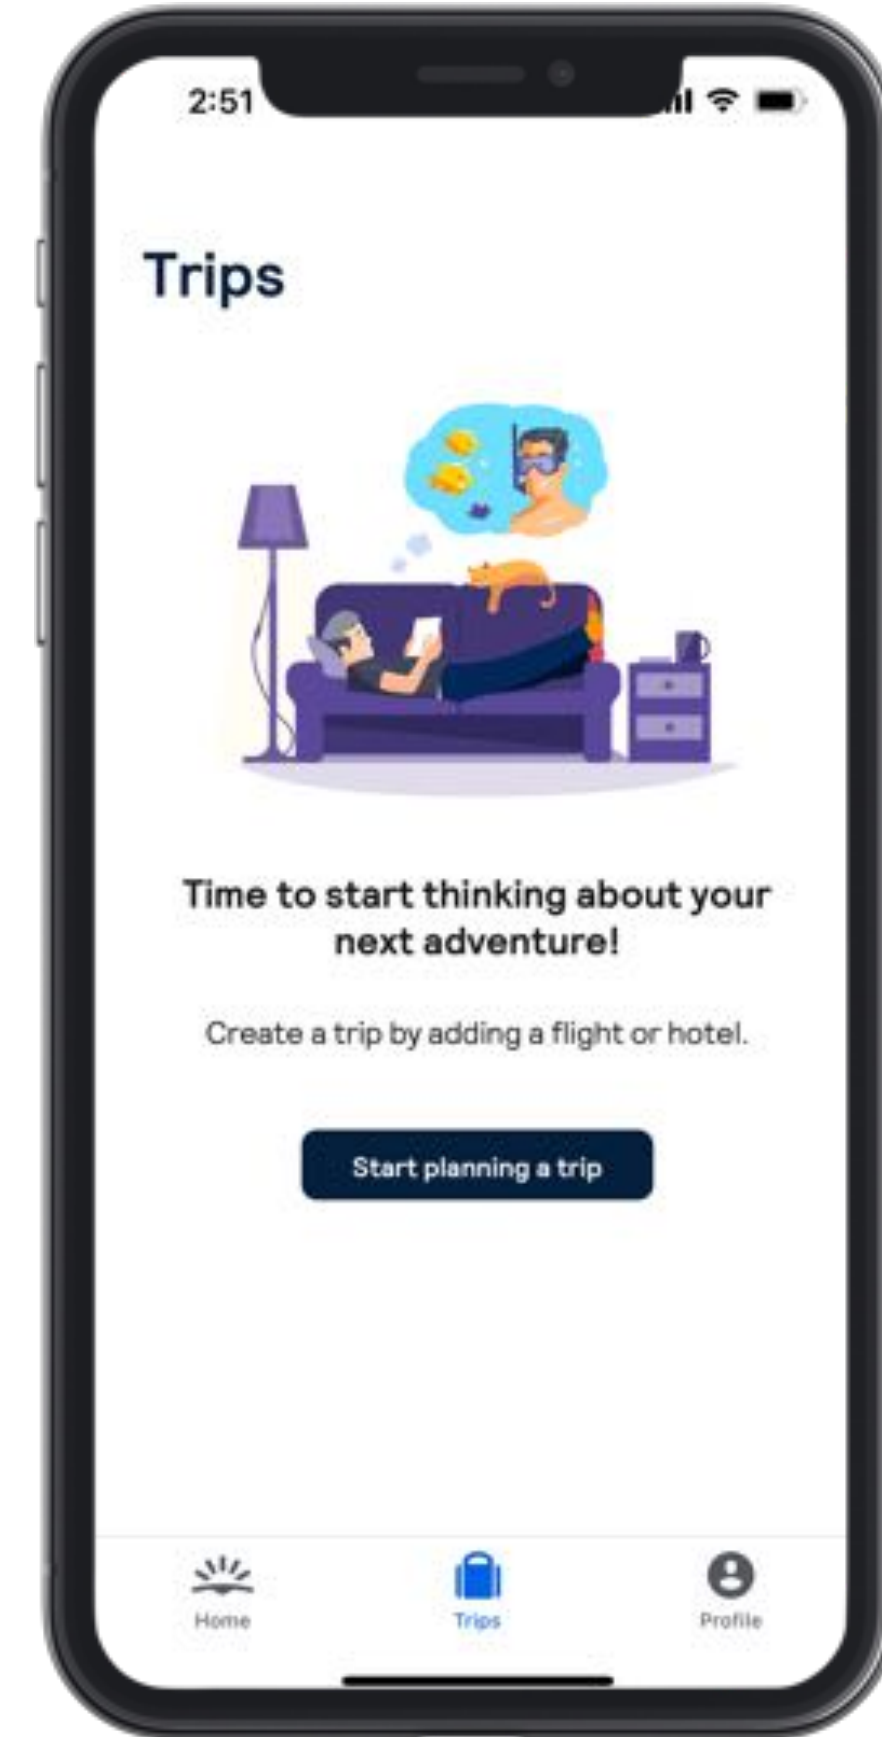 2:51
Trips
Time to start thinking about your
next adventure!
Create a trip by adding a flight or hotel.
Start planning a trip
Home
Trips
Profile